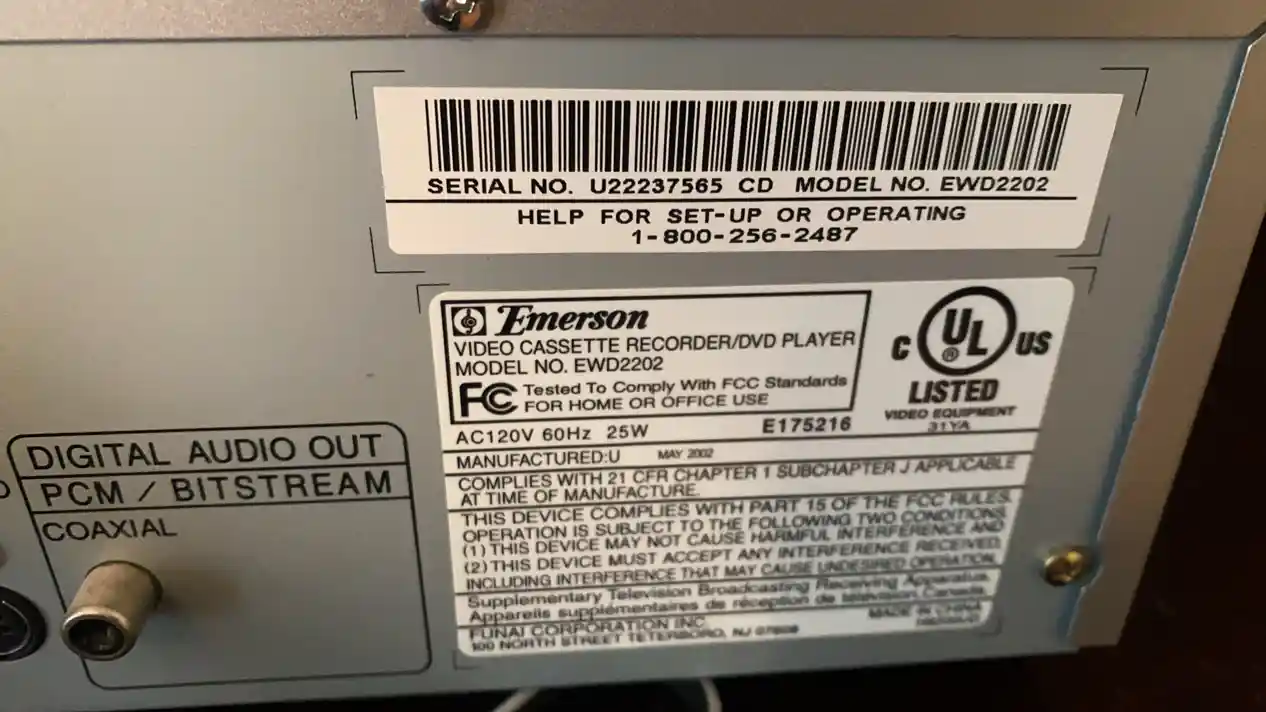 SERIAL NO. U22237565 CD MODEL NO. EWD2202
HELP FOR SET-UP OR OPERATING
1-800-256-2487
Emerson
VIDEO CASSETTE RECORDER/DVD PLAYER
MODEL NO. EWD2202
FC Tested To Comply With FCC Standards
FOR HOME OR OFFICE USE
C UL US
®
LISTED
VIDEO EQUIPMENT
31YA
AC120V 60Hz 25W E175216
MANUFACTURED:U MAY 2002
COMPLIES WITH 21 CFR CHAPTER 1 SUBCHAPTER J APPLICABLE
AT TIME OF MANUFACTURE.
THIS DEVICE COMPLIES WITH PART 15 OF THE FCC RULES.
OPERATION IS SUBJECT TO THE FOLLOWING TWO CONDITIONS.
(1) THIS DEVICE MAY NOT CAUSE HARMFUL INTERFERENCE AND
(2) THIS DEVICE MUST ACCEPT ANY INTERFERENCE RECEIVED,
INCLUDING INTERFERENCE THAT MAY CAUSE UNDESIRED OPERATION.
Supplementary Television Broadcasting Receiving Apparatus.
Appareils supplémentaires de réception de télévision Canada.
FUNAI CORPORATION INC. MADE IN CHINA
100 NORTH STREET TETERBORO, NJ 07608
DIGITAL AUDIO OUT
PCM / BITSTREAM
COAXIAL